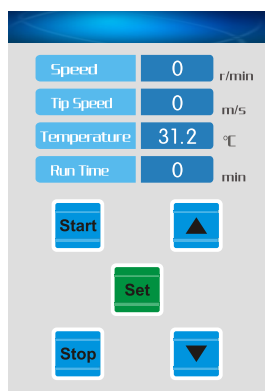 Speed 0 r/min
Tip Speed 0 m/s
Temperature 31.2 ℃
Run Time 0 min
Start ▲
Set
Stop ▼